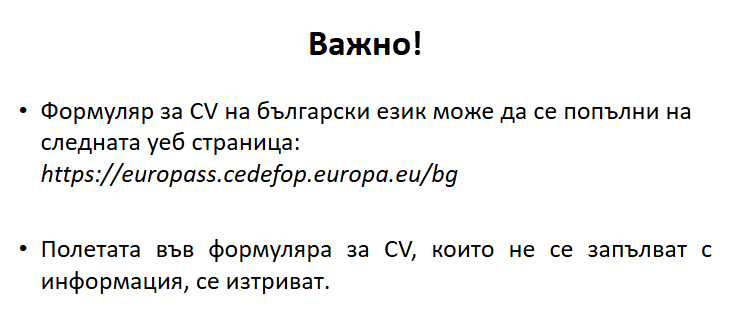 Важно!
• Формуляр за CV на български език може да се попълни на
следната уеб страница:
https://europass.cedefop.europa.eu/bg
• Полетата във формуляра за CV, които не се запълват с
информация, се изтриват.